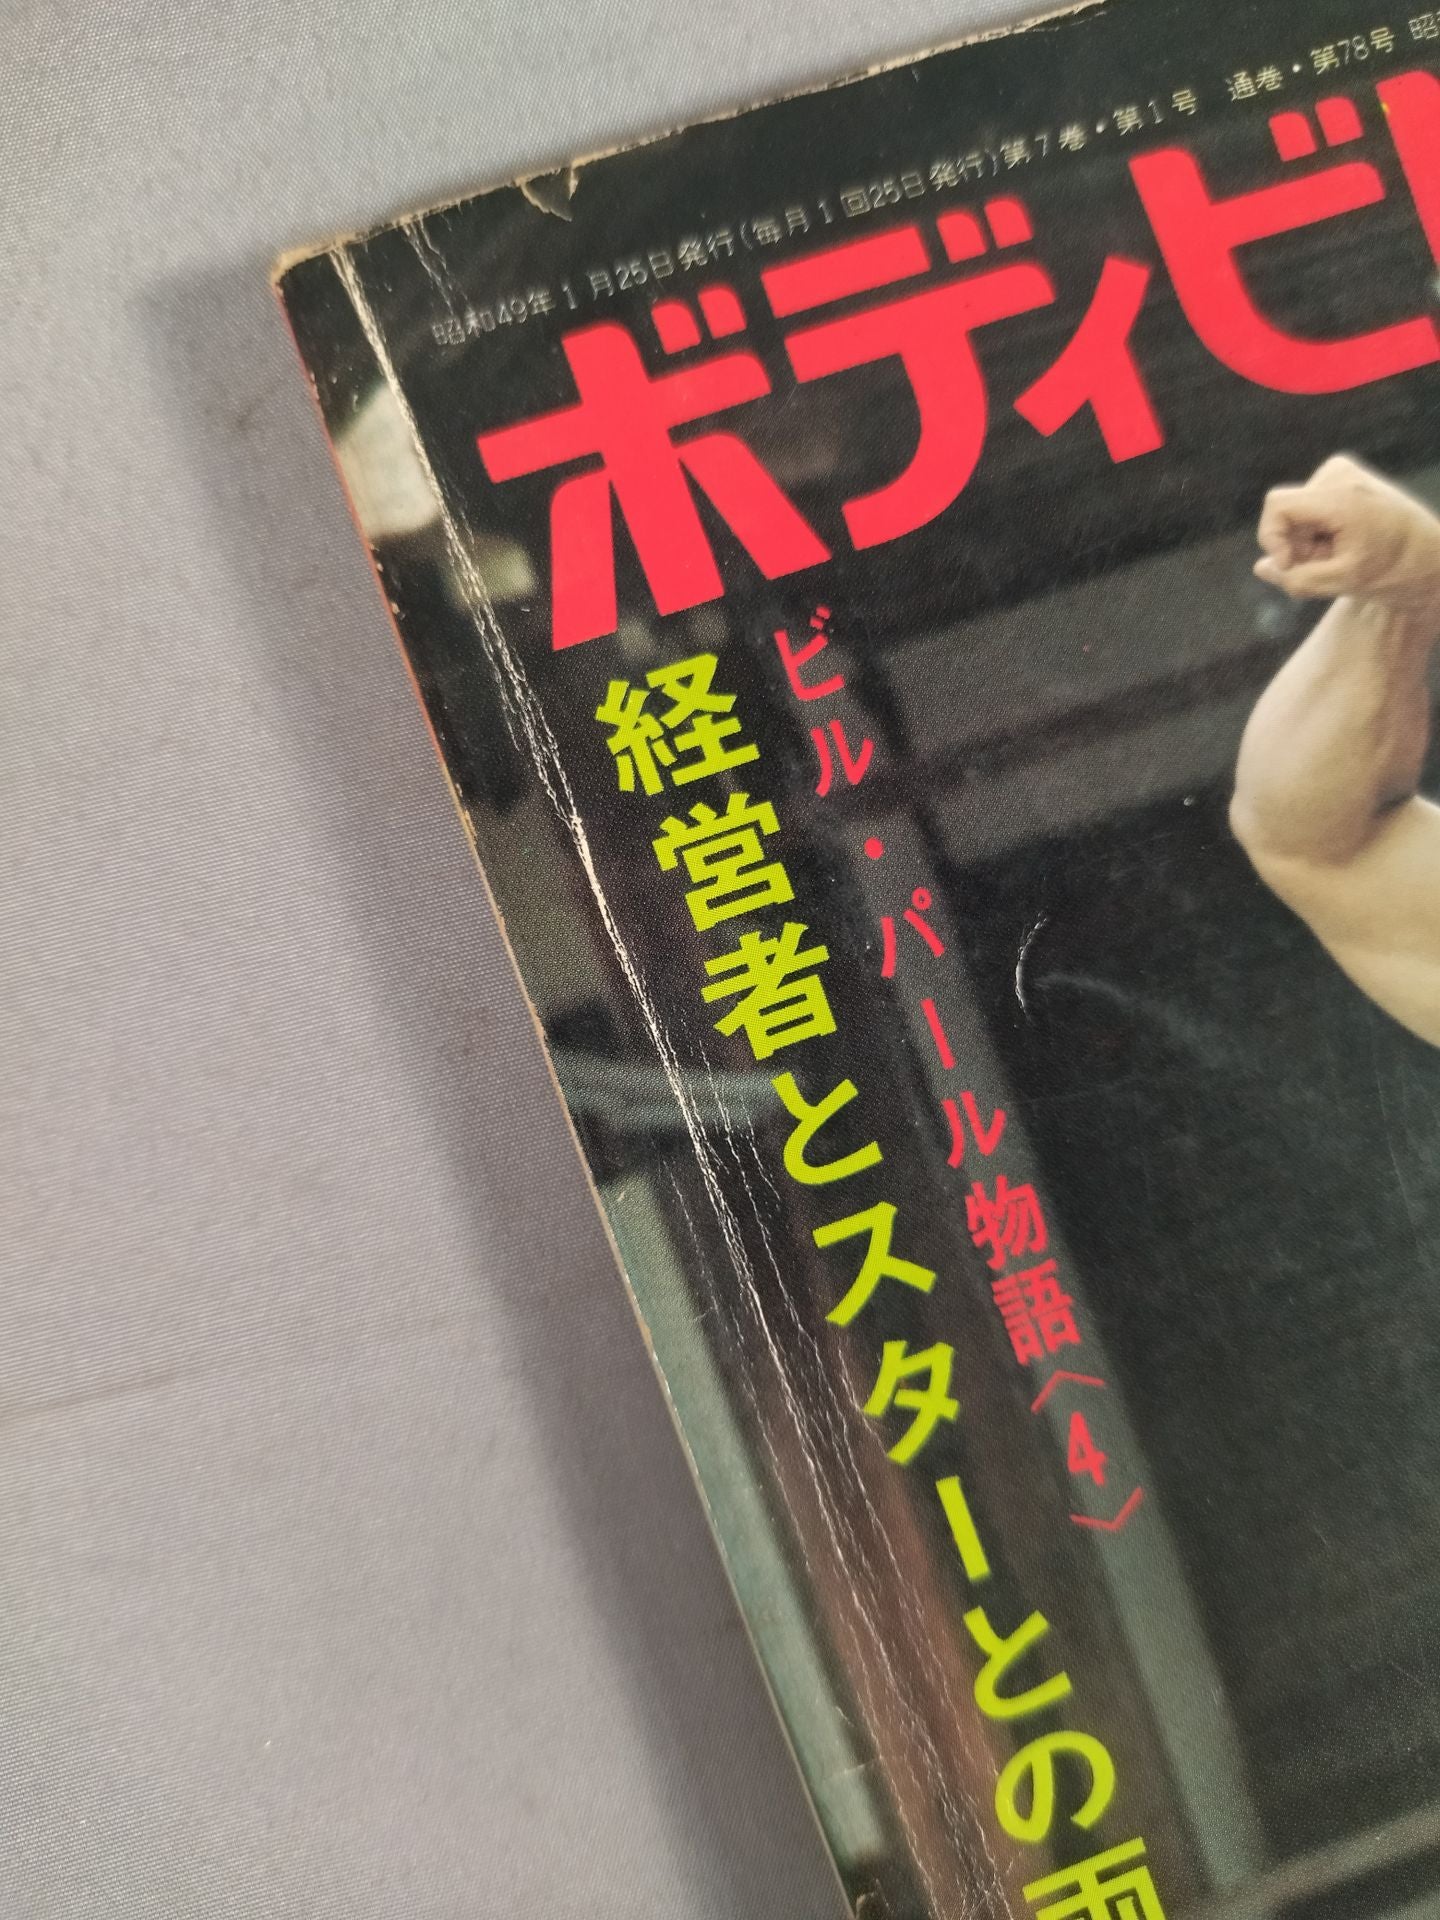 昭和49年1月25日発行(毎月1回25日発行)第7巻・第1号 通巻・第78号 昭
ボディビ
ビル・パール物語〈4〉
経営者とスターとの両